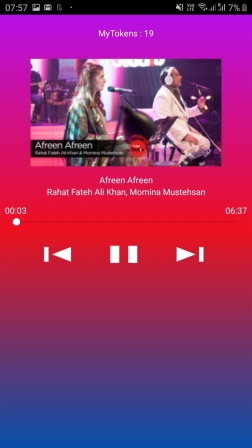 07:57
7%
MyTokens : 19
Afreen Afreen
Rahat Fateh Ali Khan & Momina Mustehsan
Afreen Afreen
Rahat Fateh Ali Khan, Momina Mustehsan
00:03
06:37